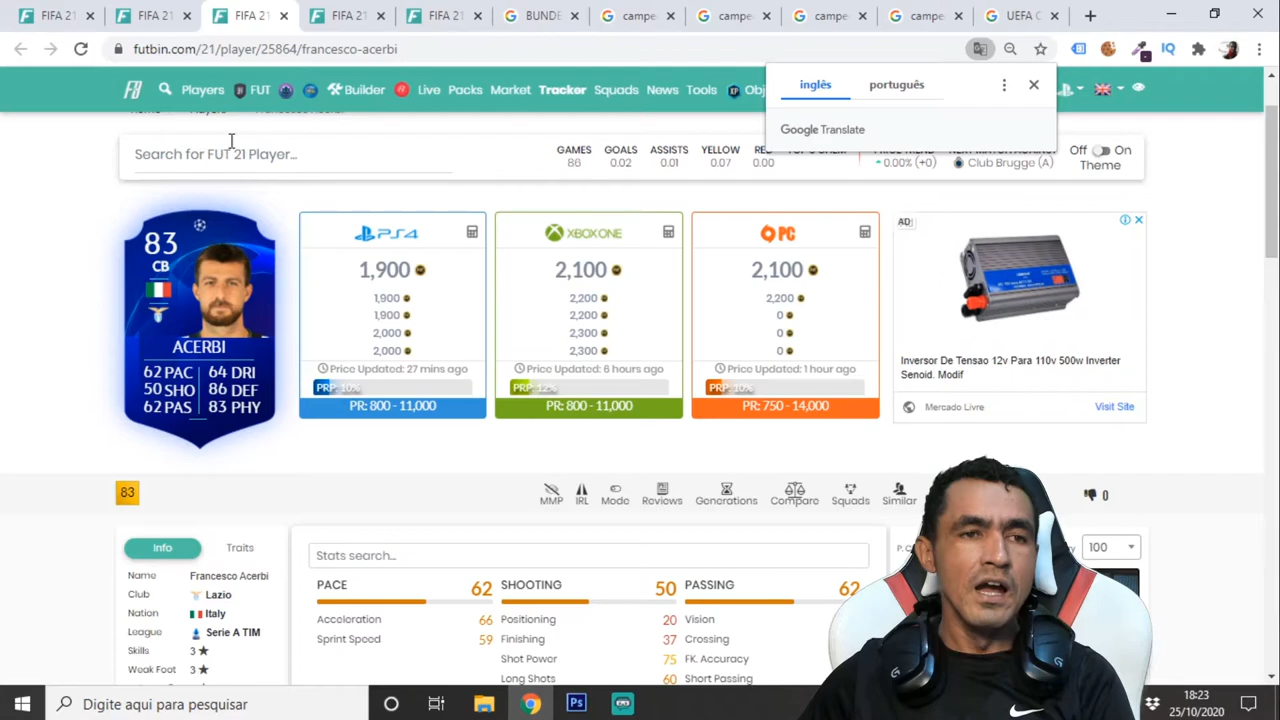 FIFA 21
FIFA 21
FIFA 21
FIFA 21
FIFA 21
BUNDE
campe
campe
campe
campe
UEFA C
futbin.com/21/player/25864/francesco-acerbi
IQ
Players
FUT
Builder
Live
Packs
Market
Tracker
Squads
News
Tools
Obj
inglês
português
Google Translate
Search for FUT 21 Player...
GAMES
86
GOALS
0.02
ASSISTS
0.01
YELLOW
0.07
RED
0.00
0.00% (+0)
Club Brugge (A)
Off
On
Theme
83
CB
ACERBI
62 PAC
64 DRI
50 SHO
86 DEF
62 PAS
83 PHY
PS4
1,900
1,900
1,900
2,000
2,000
Price Updated: 27 mins ago
PRP: 10%
PR: 800 - 11,000
XBOXONE
2,100
2,200
2,200
2,300
2,300
Price Updated: 6 hours ago
PRP: 12%
PR: 800 - 11,000
PC
2,100
2,200
0
0
0
Price Updated: 1 hour ago
PRP: 10%
PR: 750 - 14,000
AD
Inversor De Tensao 12v Para 110v 500w Inverter
Senoid. Modif
Mercado Livre
Visit Site
83
MMP
IRL
Mode
Reviews
Generations
Compare
Squads
Similar
0
Info
Traits
Name
Francesco Acerbi
Club
Lazio
Nation
Italy
League
Serie A TIM
Skills
3
Weak Foot
3
Stats search...
100
PACE
62
Acceleration
66
Sprint Speed
59
SHOOTING
50
Positioning
20
Finishing
37
Shot Power
75
Long Shots
60
PASSING
62
Vision
Crossing
FK. Accuracy
Short Passing
Digite aqui para pesquisar
Ps
18:23
25/10/2020